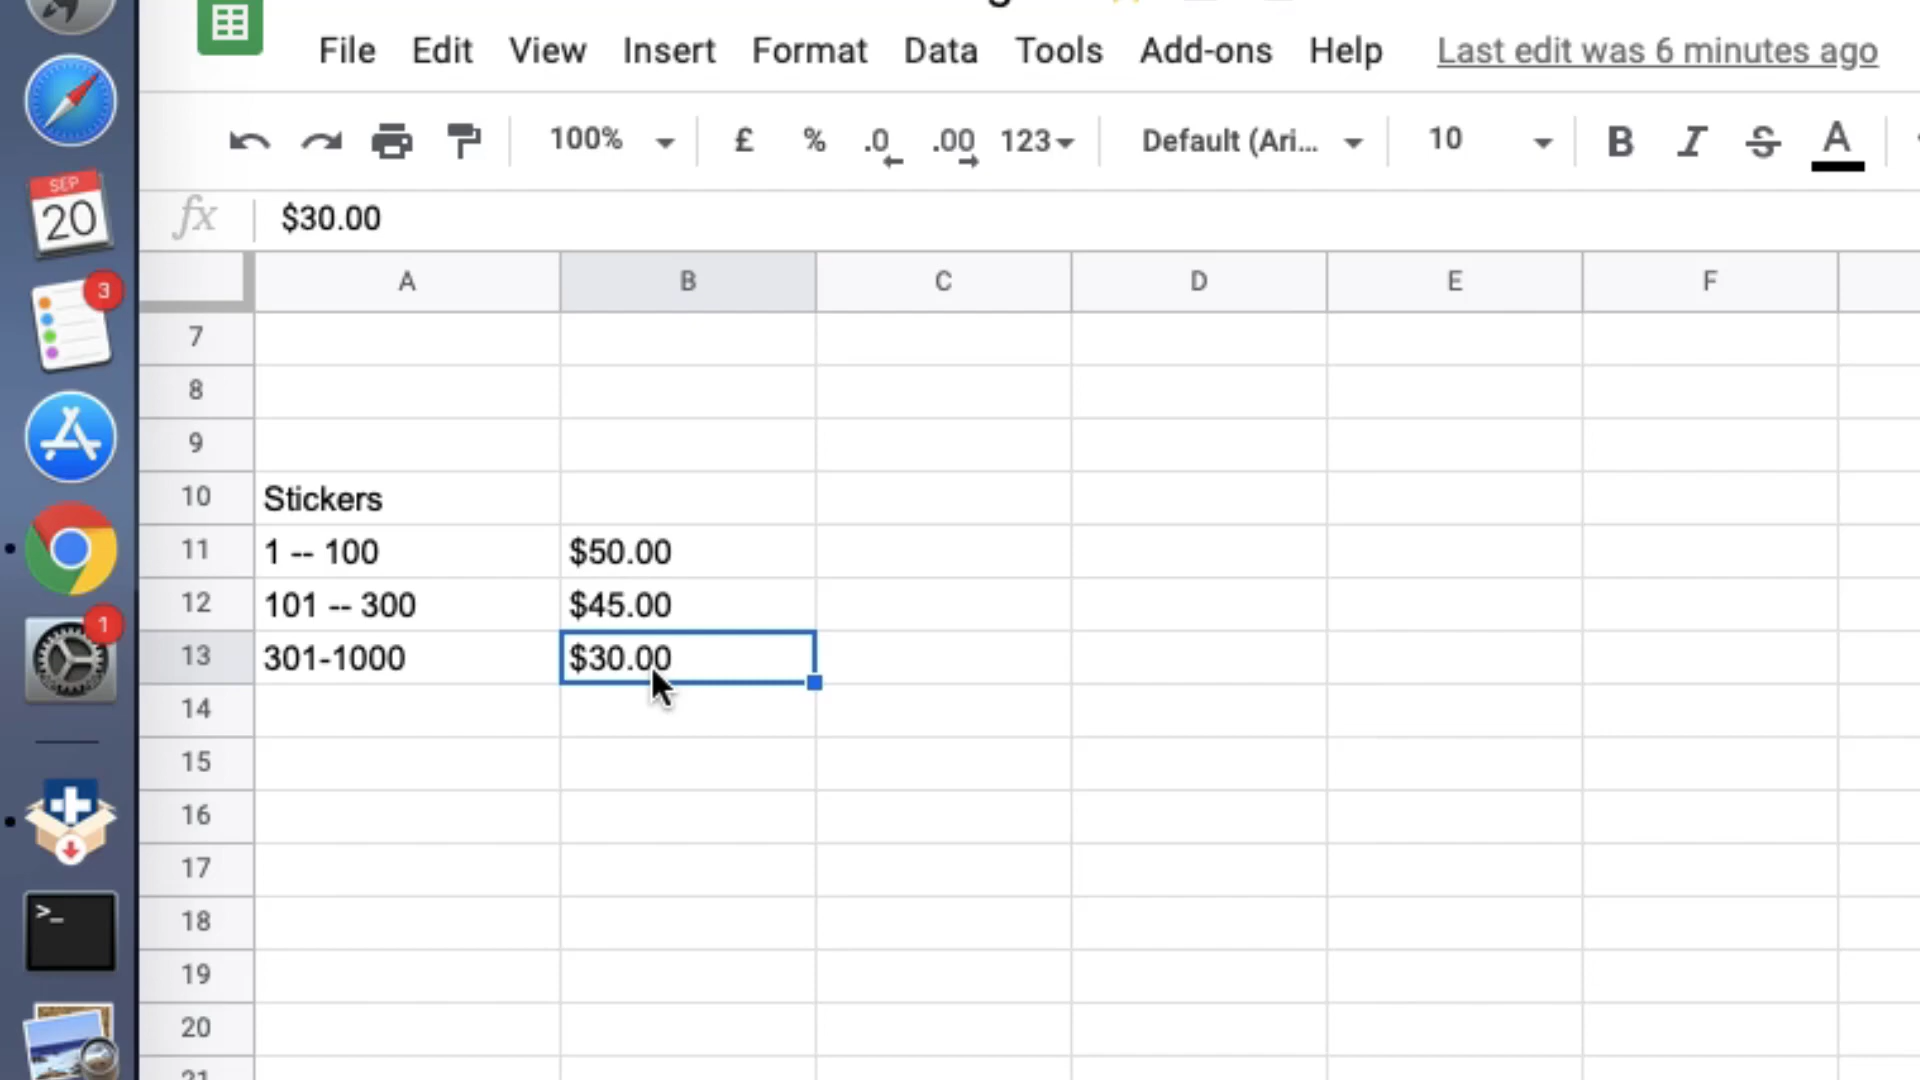 File Edit View Insert Format Data Tools Add-ons Help Last edit was 6 minutes ago
100% £ % .0 .00 123 Default (Ari... 10 B I S A
SEP
20
fx $30.00
3
A B C D E F
7
8
9
10 Stickers
11 1 -- 100 $50.00
12 101 -- 300 $45.00
13 301-1000 $30.00
1
14
15
16
17
18
>_
19
20